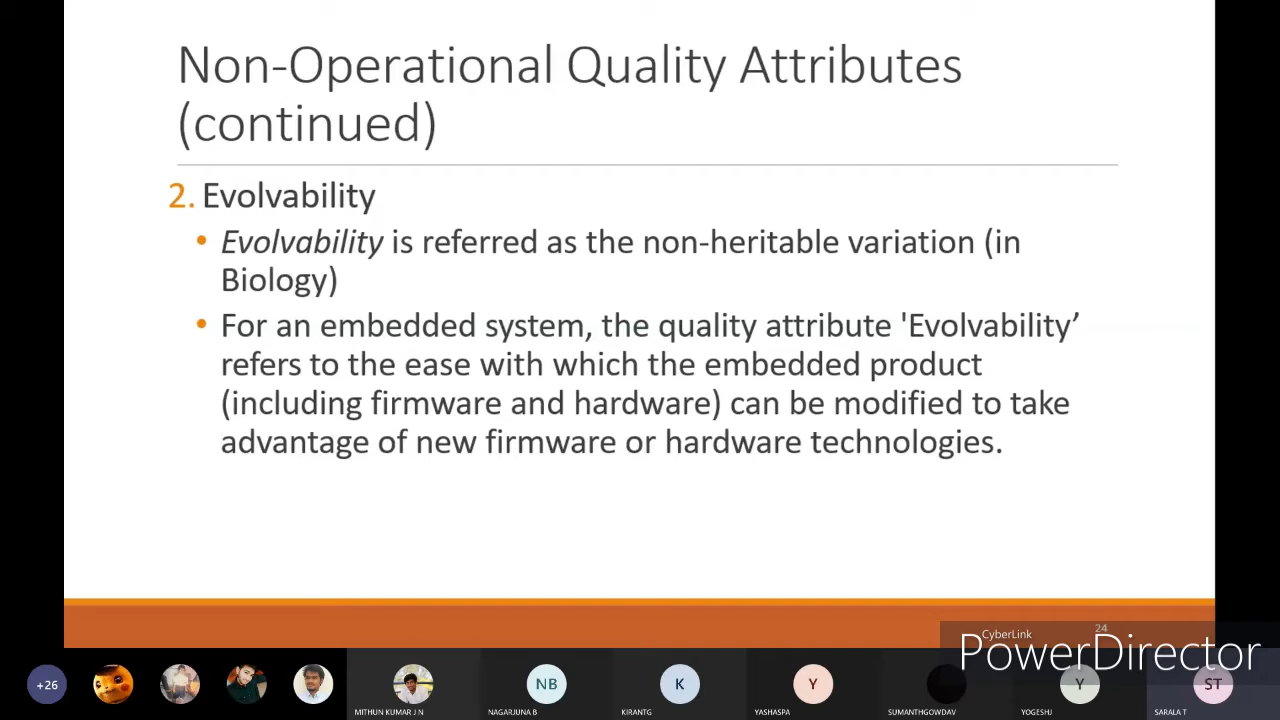 Non-Operational Quality Attributes
(continued)
2. Evolvability
• Evolvability is referred as the non-heritable variation (in
Biology)
• For an embedded system, the quality attribute 'Evolvability’
refers to the ease with which the embedded product
(including firmware and hardware) can be modified to take
advantage of new firmware or hardware technologies.
24
CyberLink
PowerDirector
+26
NB
K
Y
Y
ST
MITHUN KUMAR J N
NAGARJUNA B
KIRANTG
YASHASPA
SUMANTHGOWDAV
YOGESHJ
SARALA T